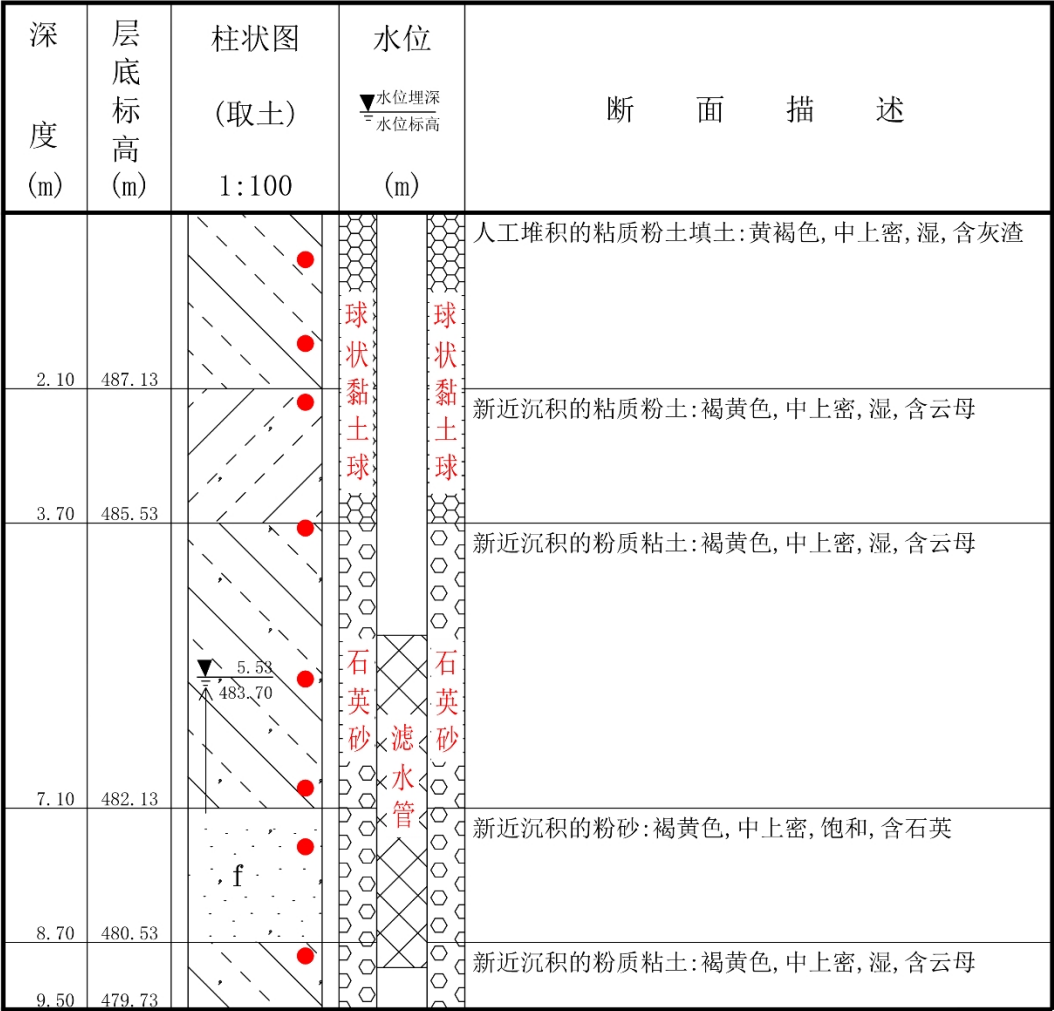 深度(m)
层底标高(m)
柱状图
(取土)
1:100
水位
水位埋深
水位标高
(m)
断面描述
人工堆积的粘质粉土填土:黄褐色,中上密,湿,含灰渣
2.10
487.13
新近沉积的粘质粉土:褐黄色,中上密,湿,含云母
3.70
485.53
新近沉积的粉质粘土:褐黄色,中上密,湿,含云母
5.53
483.70
7.10
482.13
新近沉积的粉砂:褐黄色,中上密,饱和,含石英
f
8.70
480.53
新近沉积的粉质粘土:褐黄色,中上密,湿,含云母
9.50
479.73
球状黏土球
球状黏土球
石英砂
滤水管
石英砂